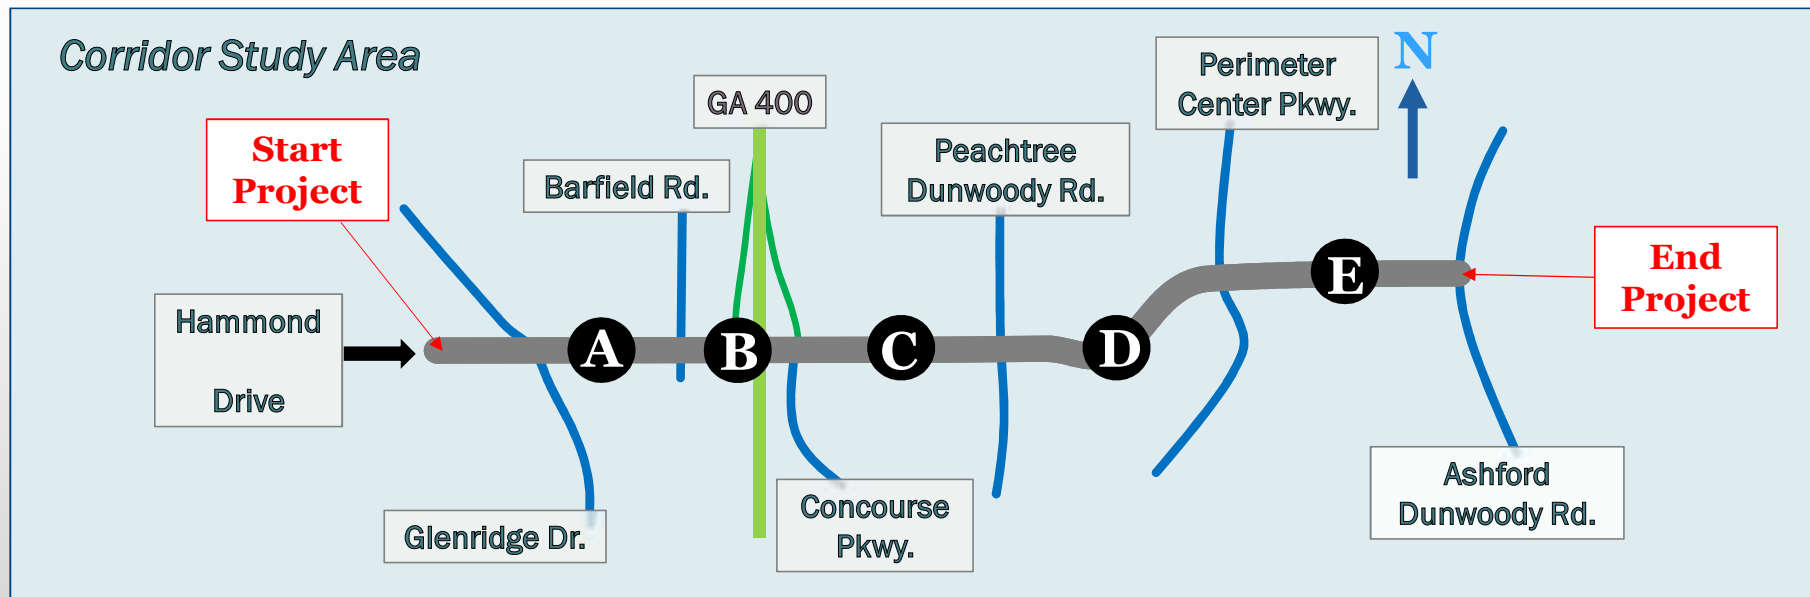 Corridor Study Area
Start
Project
Hammond
Drive
Glenridge Dr.
Barfield Rd.
GA 400
Concourse
Pkwy.
Peachtree
Dunwoody Rd.
Perimeter
Center Pkwy.
N
Ashford
Dunwoody Rd.
End
Project
A
B
C
D
E